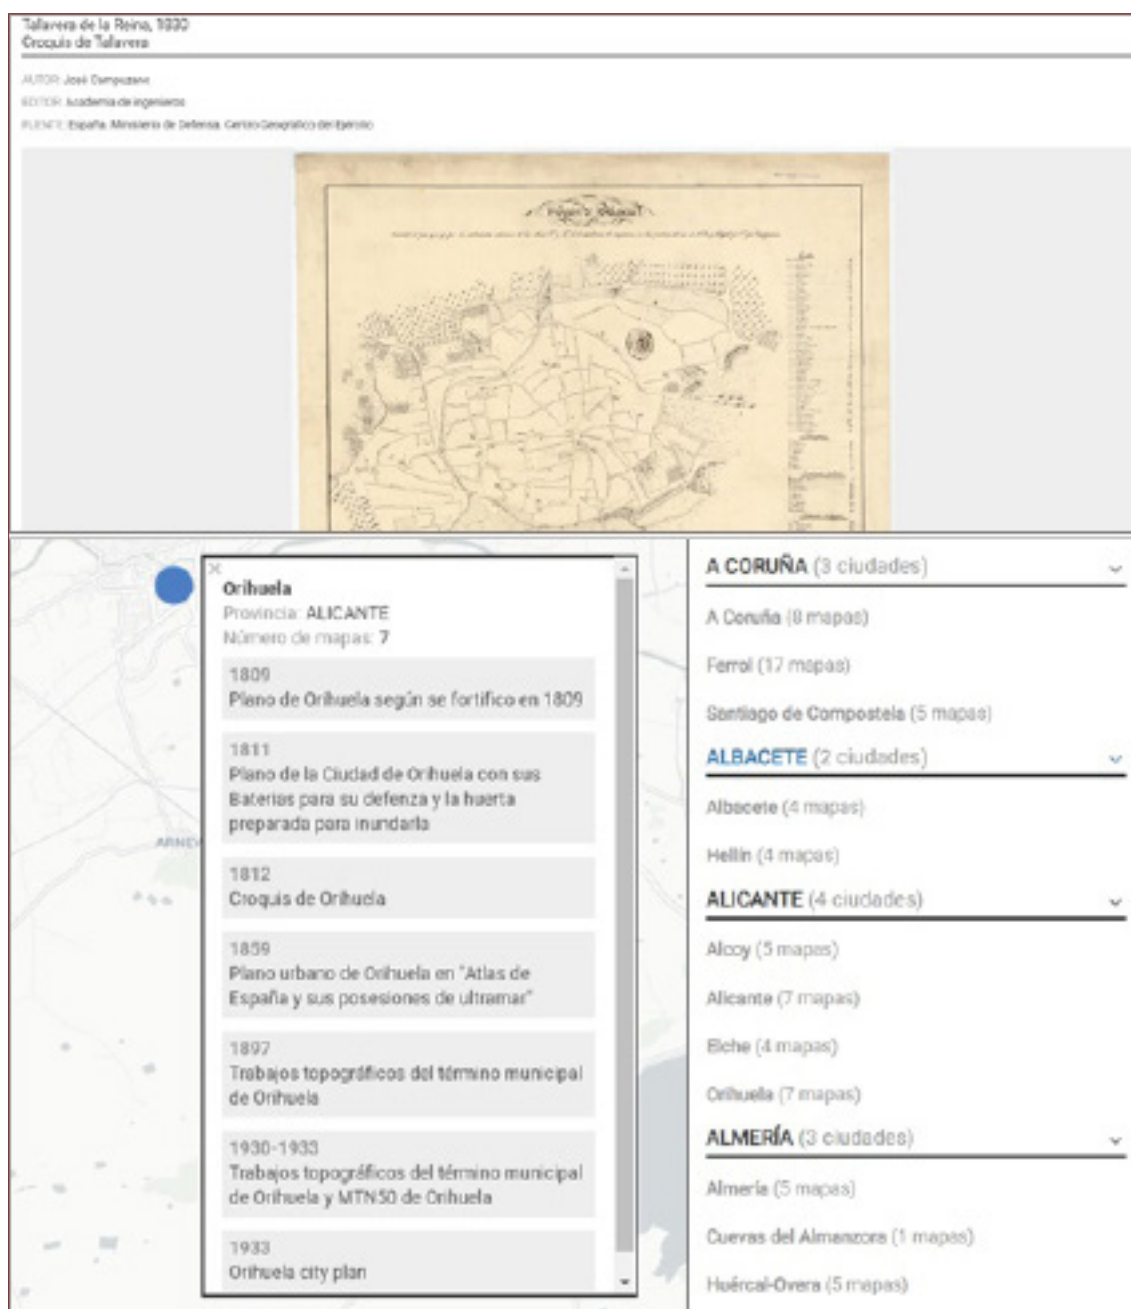 Talavera de la Reina, 1880
Croquis de Talavera
AUTOR: José Campuzano
EDITOR: Academia de ingenieros
FUENTE: España. Ministerio de Defensa. Centro Geográfico del Ejército
Orihuela
Provincia: ALICANTE
Número de mapas: 7
1809
Plano de Orihuela según se fortifico en 1809
1811
Plano de la Ciudad de Orihuela con sus
Baterias para su defenza y la huerta
preparada para inundarla
1812
Croquis de Orihuela
1859
Plano urbano de Orihuela en "Atlas de
España y sus posesiones de ultramar"
1897
Trabajos topográficos del término municipal
de Orihuela
1930-1933
Trabajos topográficos del término municipal
de Orihuela y MTN50 de Orihuela
1933
Orihuela city plan
A CORUÑA (3 ciudades)
A Coruña (8 mapas)
Ferrol (17 mapas)
Santiago de Compostela (5 mapas)
ALBACETE (2 ciudades)
Albacete (4 mapas)
Hellín (4 mapas)
ALICANTE (4 ciudades)
Alcoy (5 mapas)
Alicante (7 mapas)
Elche (4 mapas)
Orihuela (7 mapas)
ALMERÍA (3 ciudades)
Almería (5 mapas)
Cuevas del Almanzora (1 mapas)
Huércal-Overa (5 mapas)